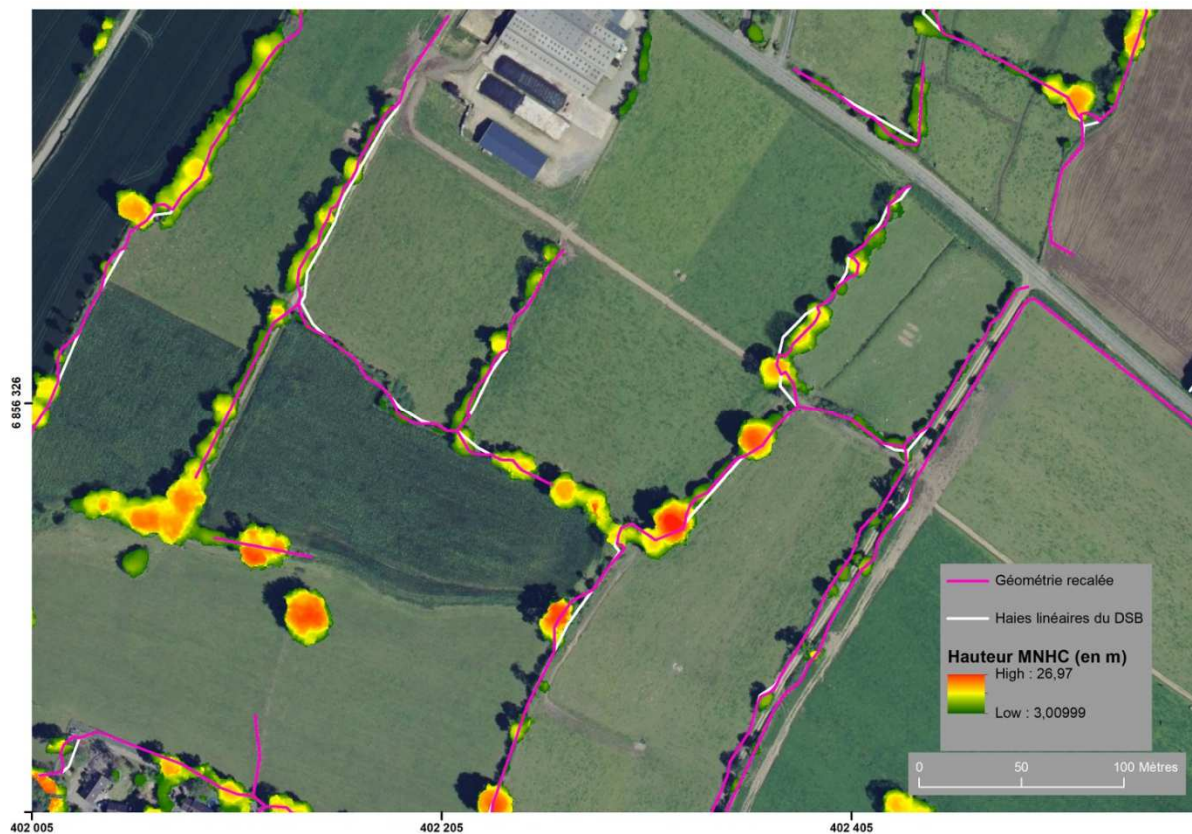 6 856 326
Géométrie recalée
Haies linéaires du DSB
Hauteur MNHC (en m)
High : 26,97
Low : 3,00999
0 50 100 Mètres
402 005 402 205 402 405